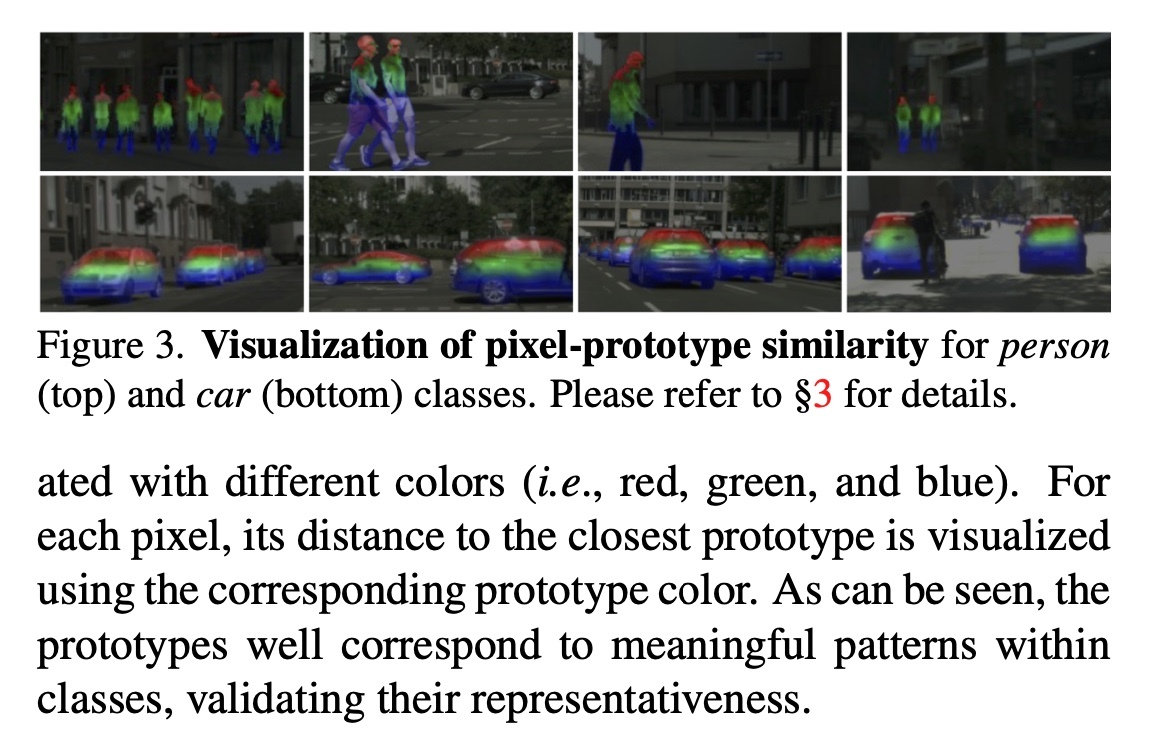 Figure 3. Visualization of pixel-prototype similarity for person
(top) and car (bottom) classes. Please refer to §3 for details.
ated with different colors (i.e., red, green, and blue). For
each pixel, its distance to the closest prototype is visualized
using the corresponding prototype color. As can be seen, the
prototypes well correspond to meaningful patterns within
classes, validating their representativeness.